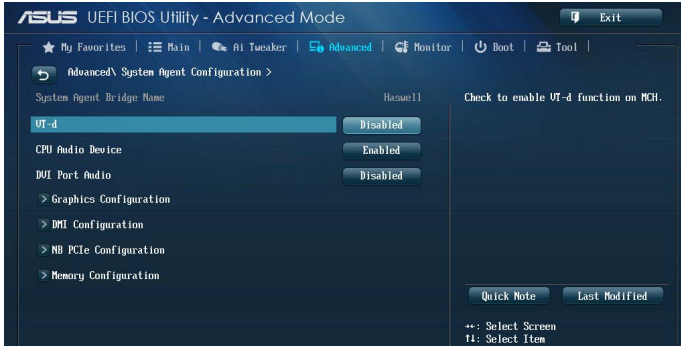 ASUS UEFI BIOS Utility - Advanced Mode
Exit
My Favorites | Main | Ai Tweaker | Advanced | Monitor | Boot | Tool |
Advanced\ System Agent Configuration >
System Agent Bridge Name Haswell
VT-d Disabled
CPU Audio Device Enabled
DVI Port Audio Disabled
> Graphics Configuration
> DMI Configuration
> NB PCIe Configuration
> Memory Configuration
Check to enable VT-d function on MCH.
Quick Note Last Modified
→←: Select Screen
↑↓: Select Item